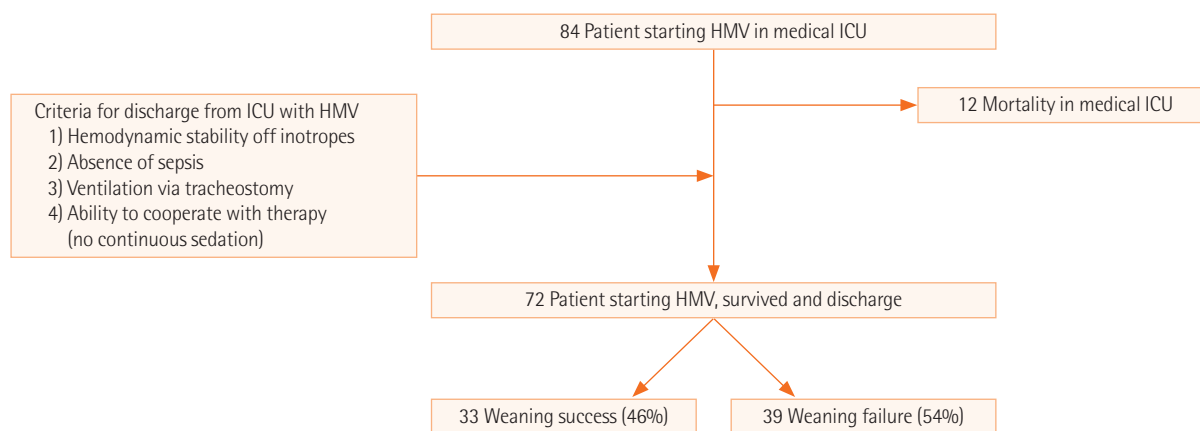 84 Patient starting HMV in medical ICU
12 Mortality in medical ICU
Criteria for discharge from ICU with HMV
1) Hemodynamic stability off inotropes
2) Absence of sepsis
3) Ventilation via tracheostomy
4) Ability to cooperate with therapy
(no continuous sedation)
72 Patient starting HMV, survived and discharge
33 Weaning success (46%)
39 Weaning failure (54%)